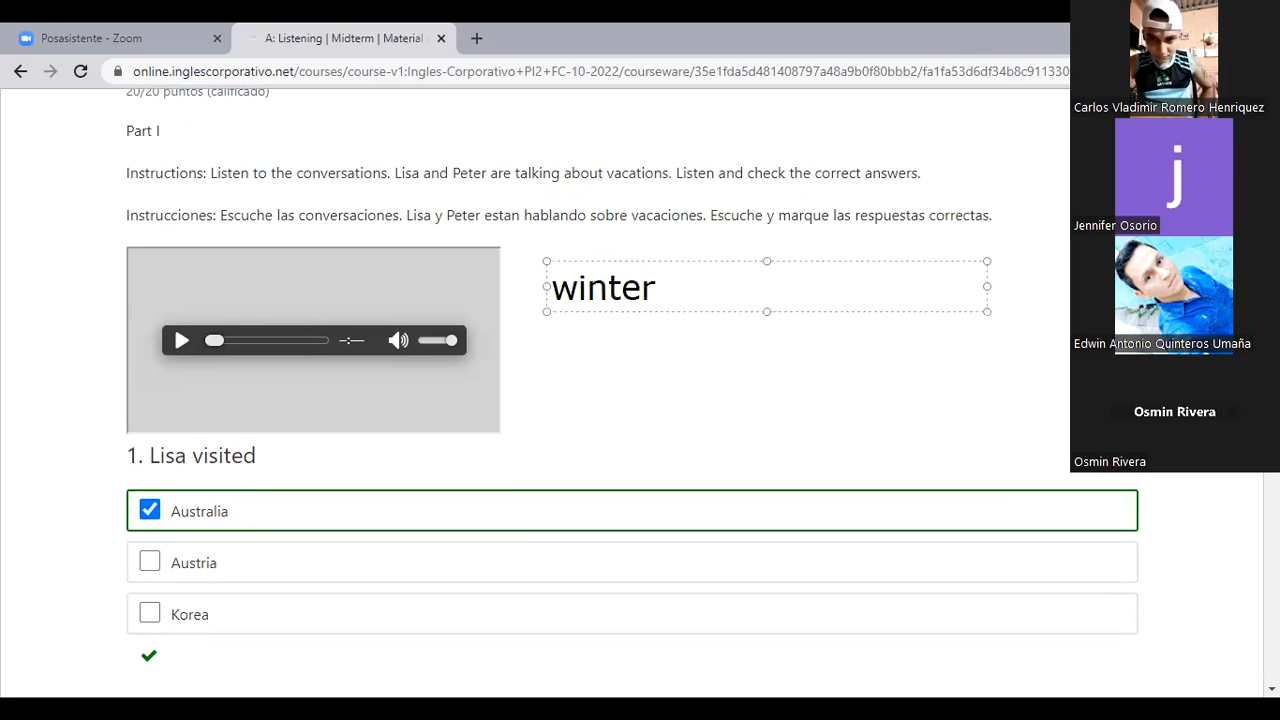 Posasistente - Zoom
A: Listening | Midterm | Material
online.inglescorporativo.net/courses/course-v1:Ingles-Corporativo+PI2+FC-10-2022/courseware/35e1fda5d481408797a48a9b0f80bbb2/fa1fa53d6df34b8c911330
20/20 puntos (calificado)
Part I
Instructions: Listen to the conversations. Lisa and Peter are talking about vacations. Listen and check the correct answers.
Instrucciones: Escuche las conversaciones. Lisa y Peter estan hablando sobre vacaciones. Escuche y marque las respuestas correctas.
winter
-:--
1. Lisa visited
Australia
Austria
Korea
Carlos Vladimir Romero Henriquez
j
Jennifer Osorio
Edwin Antonio Quinteros Umaña
Osmin Rivera
Osmin Rivera